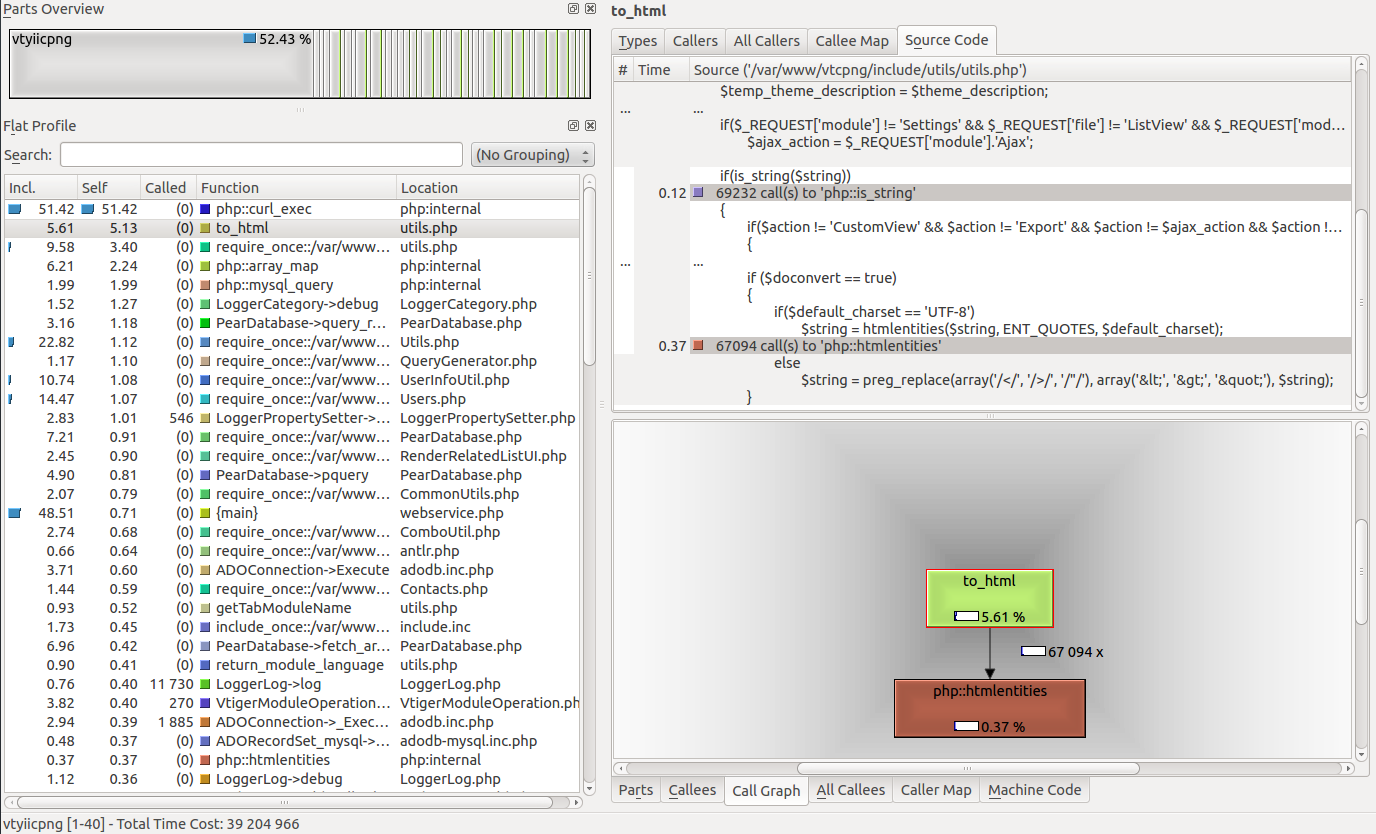 Parts Overview
vtyiicpng 52.43 %
Flat Profile
Search: (No Grouping)
Incl. Self Called Function Location
51.42 51.42 (0) php::curl_exec php:internal
5.61 5.13 (0) to_html utils.php
9.58 3.40 (0) require_once::/var/www... utils.php
6.21 2.24 (0) php::array_map php:internal
1.99 1.99 (0) php::mysql_query php:internal
1.52 1.27 (0) LoggerCategory->debug LoggerCategory.php
3.16 1.18 (0) PearDatabase->query_r... PearDatabase.php
22.82 1.12 (0) require_once::/var/www... Utils.php
1.17 1.10 (0) require_once::/var/www... QueryGenerator.php
10.74 1.08 (0) require_once::/var/www... UserInfoUtil.php
14.47 1.07 (0) require_once::/var/www... Users.php
2.83 1.01 546 LoggerPropertySetter->... LoggerPropertySetter.php
7.21 0.91 (0) require_once::/var/www... PearDatabase.php
2.45 0.90 (0) require_once::/var/www... RenderRelatedListUI.php
4.90 0.81 (0) PearDatabase->pquery PearDatabase.php
2.07 0.79 (0) require_once::/var/www... CommonUtils.php
48.51 0.71 (0) {main} webservice.php
2.74 0.68 (0) require_once::/var/www... ComboUtil.php
0.66 0.64 (0) require_once::/var/www... antlr.php
3.71 0.60 (0) ADOConnection->Execute adodb.inc.php
1.44 0.59 (0) require_once::/var/www... Contacts.php
0.93 0.52 (0) getTabModuleName utils.php
1.73 0.45 (0) include_once::/var/www... include.inc
6.96 0.42 (0) PearDatabase->fetch_ar... PearDatabase.php
0.90 0.41 (0) return_module_language utils.php
0.76 0.40 11 730 LoggerLog->log LoggerLog.php
3.82 0.40 270 VtigerModuleOperation... VtigerModuleOperation.ph
2.94 0.39 1 885 ADOConnection->_Exec... adodb.inc.php
0.48 0.37 (0) ADORecordSet_mysql->... adodb-mysql.inc.php
0.37 0.37 (0) php::htmlentities php:internal
1.12 0.36 (0) LoggerLog->debug LoggerLog.php
vtyiicpng [1-40] - Total Time Cost: 39 204 966
to_html
Types Callers All Callers Callee Map Source Code
# Time Source ('/var/www/vtcpng/include/utils/utils.php')
$temp_theme_description = $theme_description;
... ...
if($_REQUEST['module'] != 'Settings' && $_REQUEST['file'] != 'ListView' && $_REQUEST['mod...
$ajax_action = $_REQUEST['module'].'Ajax';
if(is_string($string))
0.12 69232 call(s) to 'php::is_string'
{
if($action != 'CustomView' && $action != 'Export' && $action != $ajax_action && $action !...
{
... ...
if ($doconvert == true)
{
if($default_charset == 'UTF-8')
$string = htmlentities($string, ENT_QUOTES, $default_charset);
0.37 67094 call(s) to 'php::htmlentities'
else
$string = preg_replace(array('/</', '/>/', '/"/'), array('&lt;', '&gt;', '&quot;'), $string);
}
to_html
5.61 %
67 094 x
php::htmlentities
0.37 %
Parts Callees Call Graph All Callees Caller Map Machine Code